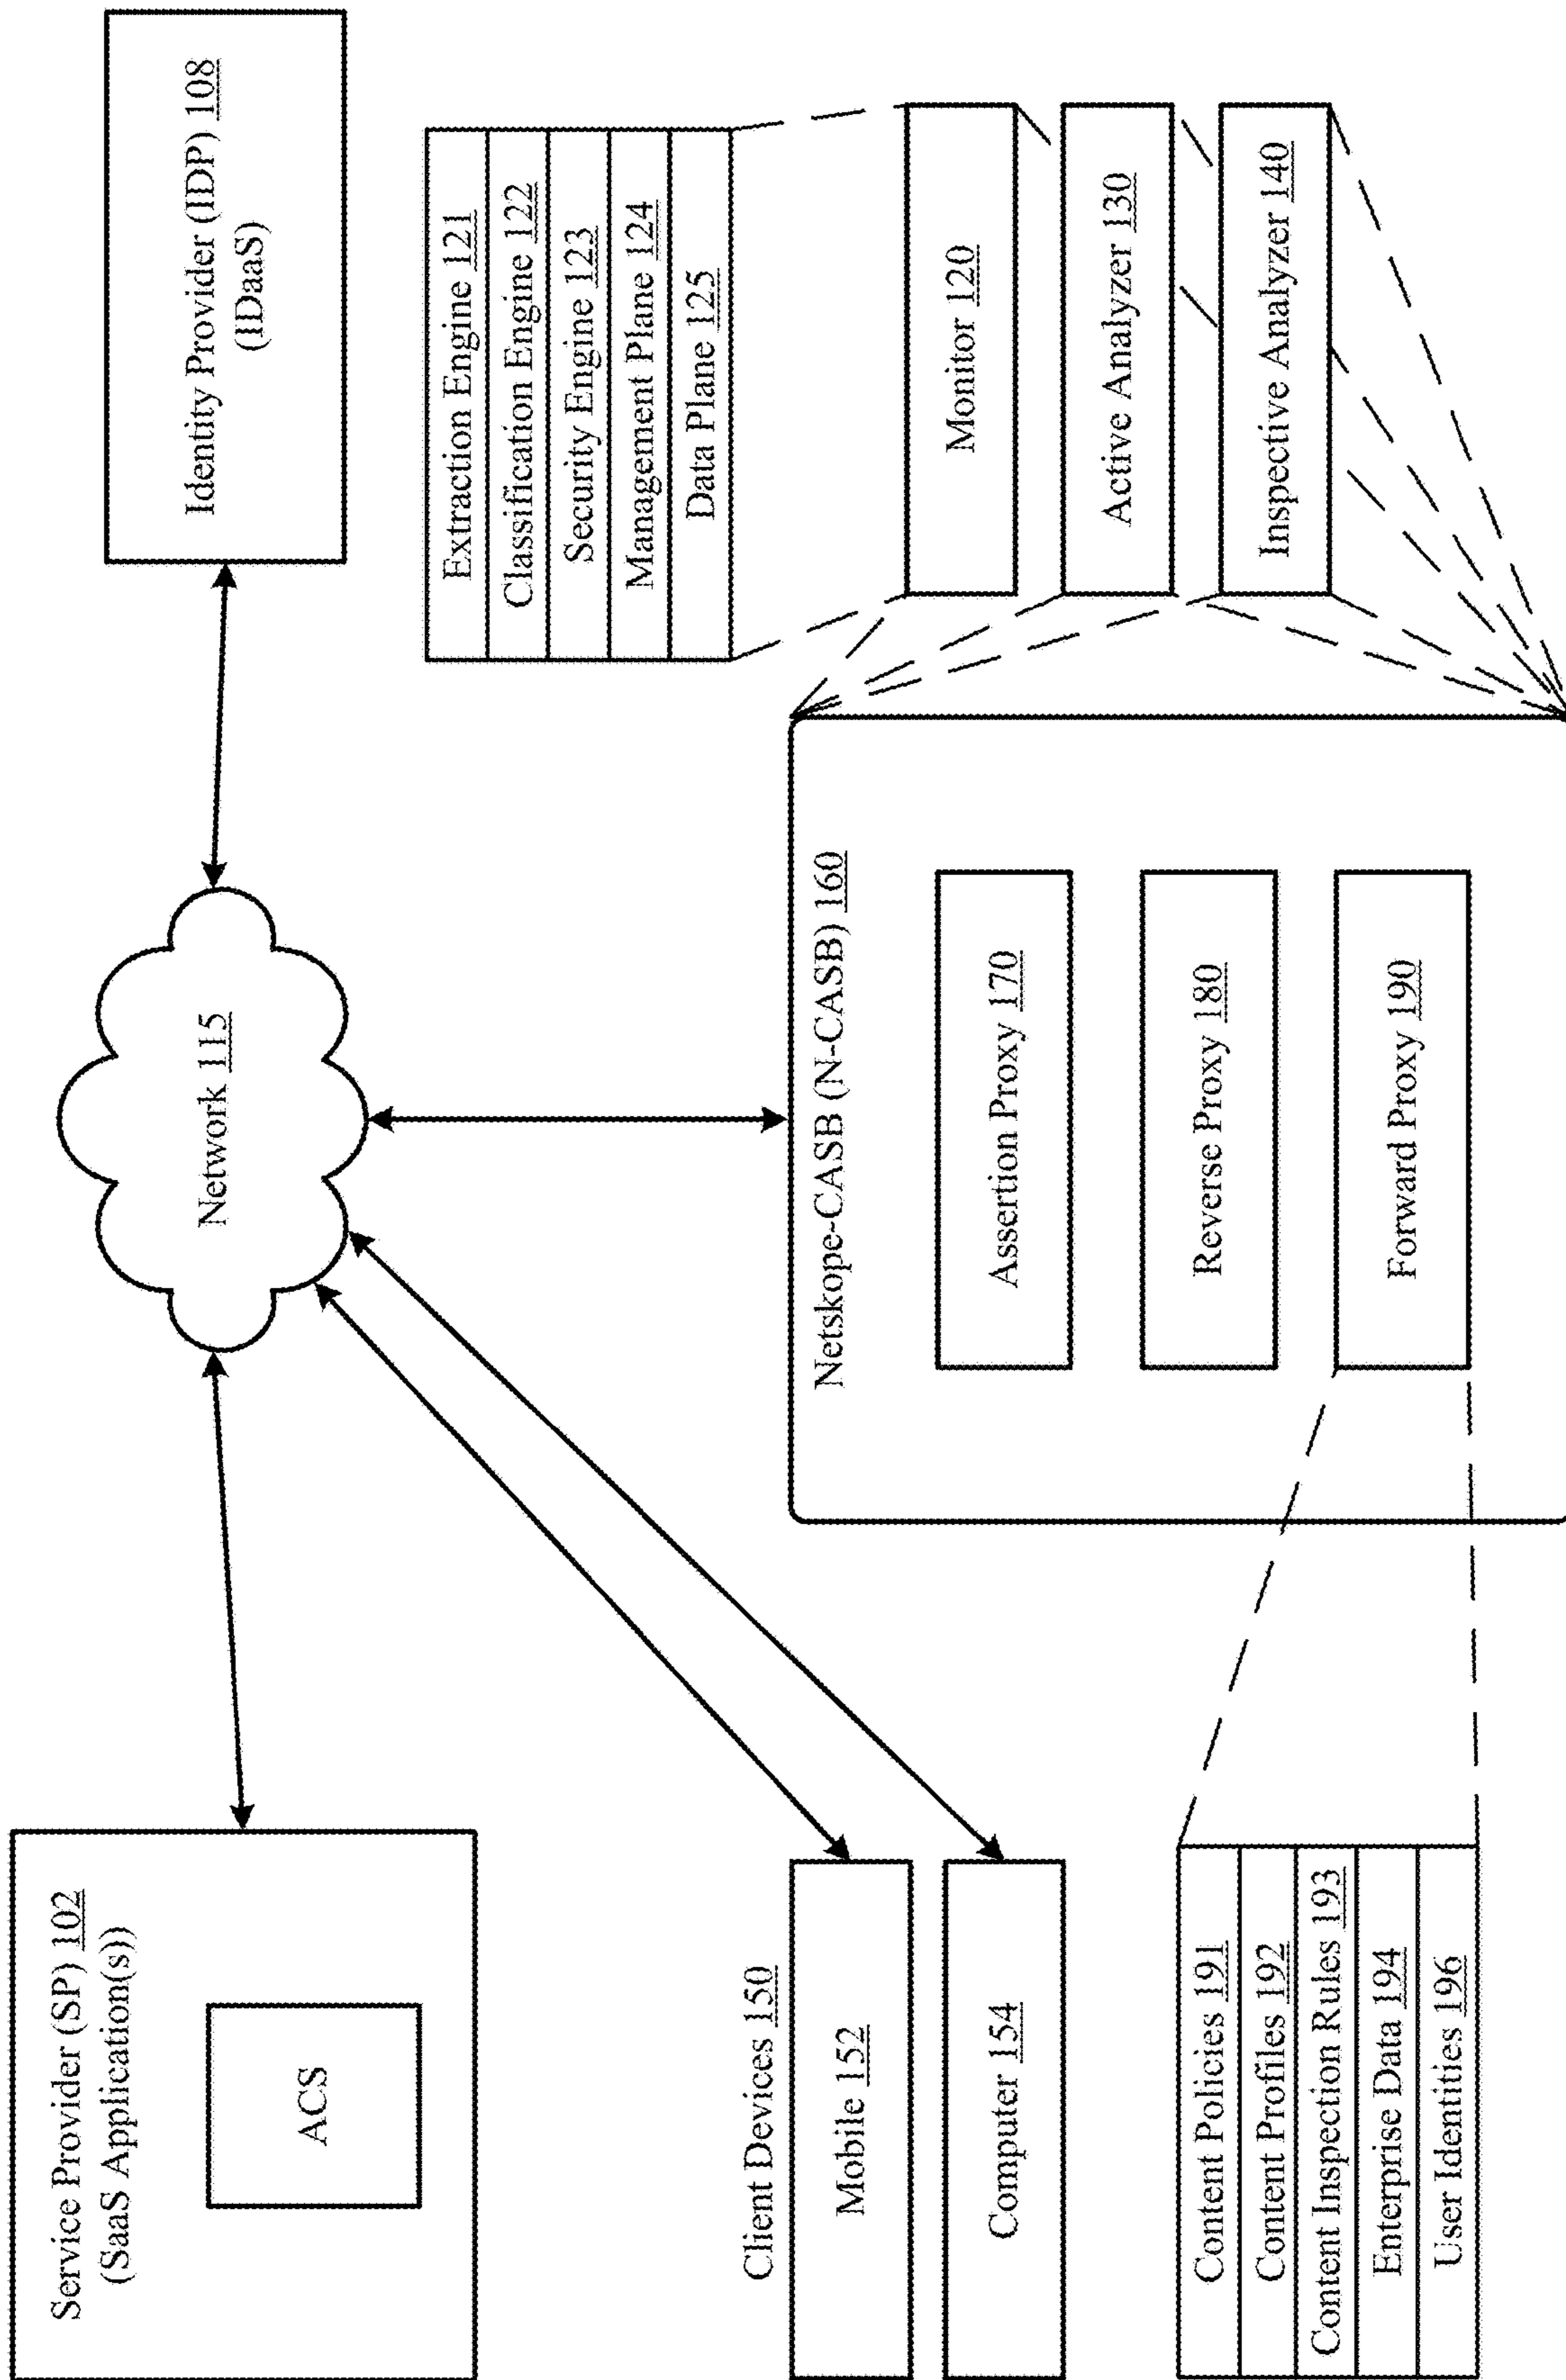 Service Provider (SP) 102
(SaaS Application(s))
ACS
Network 115
Identity Provider (IDP) 108
(IDaaS)
Client Devices 150
Mobile 152
Computer 154
Content Policies 191
Content Profiles 192
Content Inspection Rules 193
Enterprise Data 194
User Identities 196
Netskope-CASB (N-CASB) 160
Assertion Proxy 170
Reverse Proxy 180
Forward Proxy 190
Extraction Engine 121
Classification Engine 122
Security Engine 123
Management Plane 124
Data Plane 125
Monitor 120
Active Analyzer 130
Inspective Analyzer 140